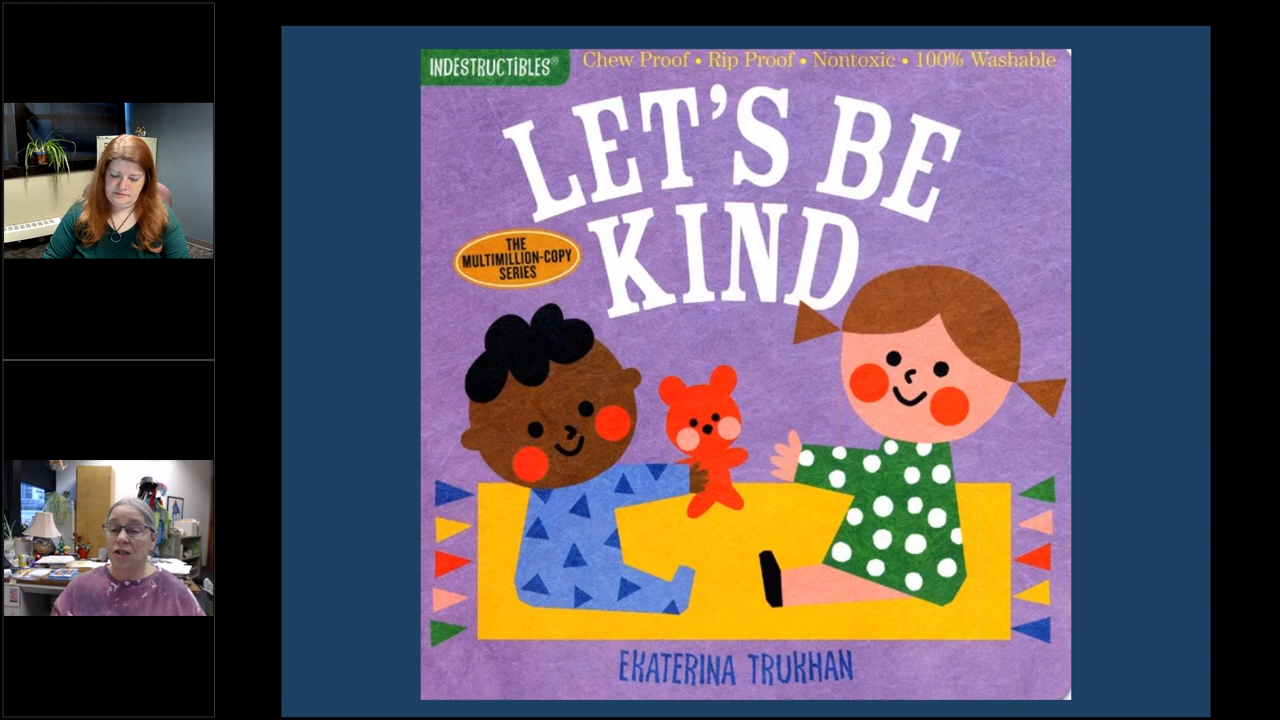 INDESTRUCTIBLES®
Chew Proof • Rip Proof • Nontoxic • 100% Washable
LET'S BE
KIND
THE
MULTIMILLION-COPY
SERIES
EKATERINA TRUKHAN